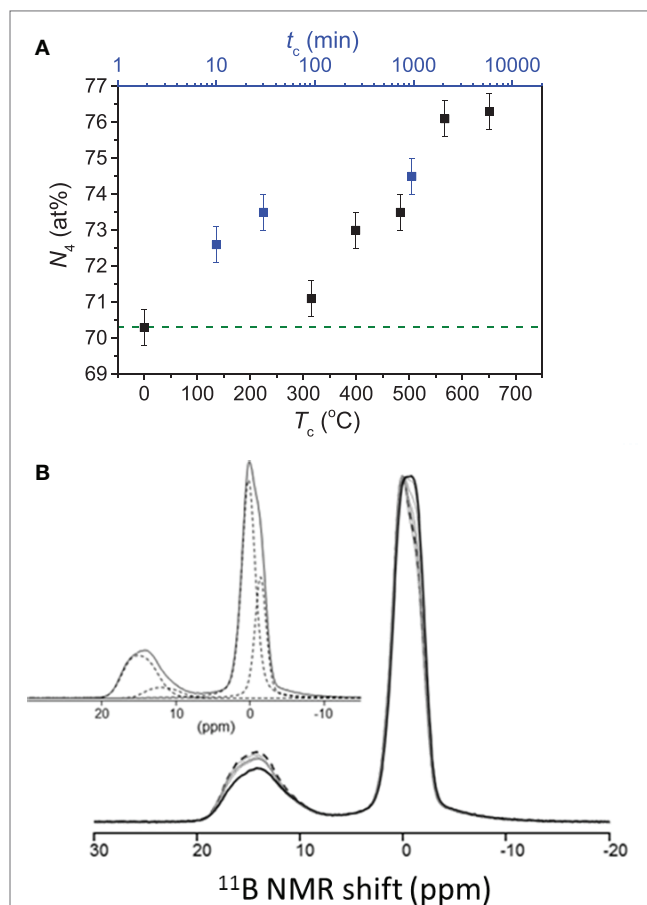 A
t_c (min)
1 10 100 1000 10000
77
76
75
74
73
72
71
70
69
N_4 (at%)
0 100 200 300 400 500 600 700
T_c (°C)
B
20 10 0 -10
(ppm)
30 20 10 0 -10 -20
¹¹B NMR shift (ppm)